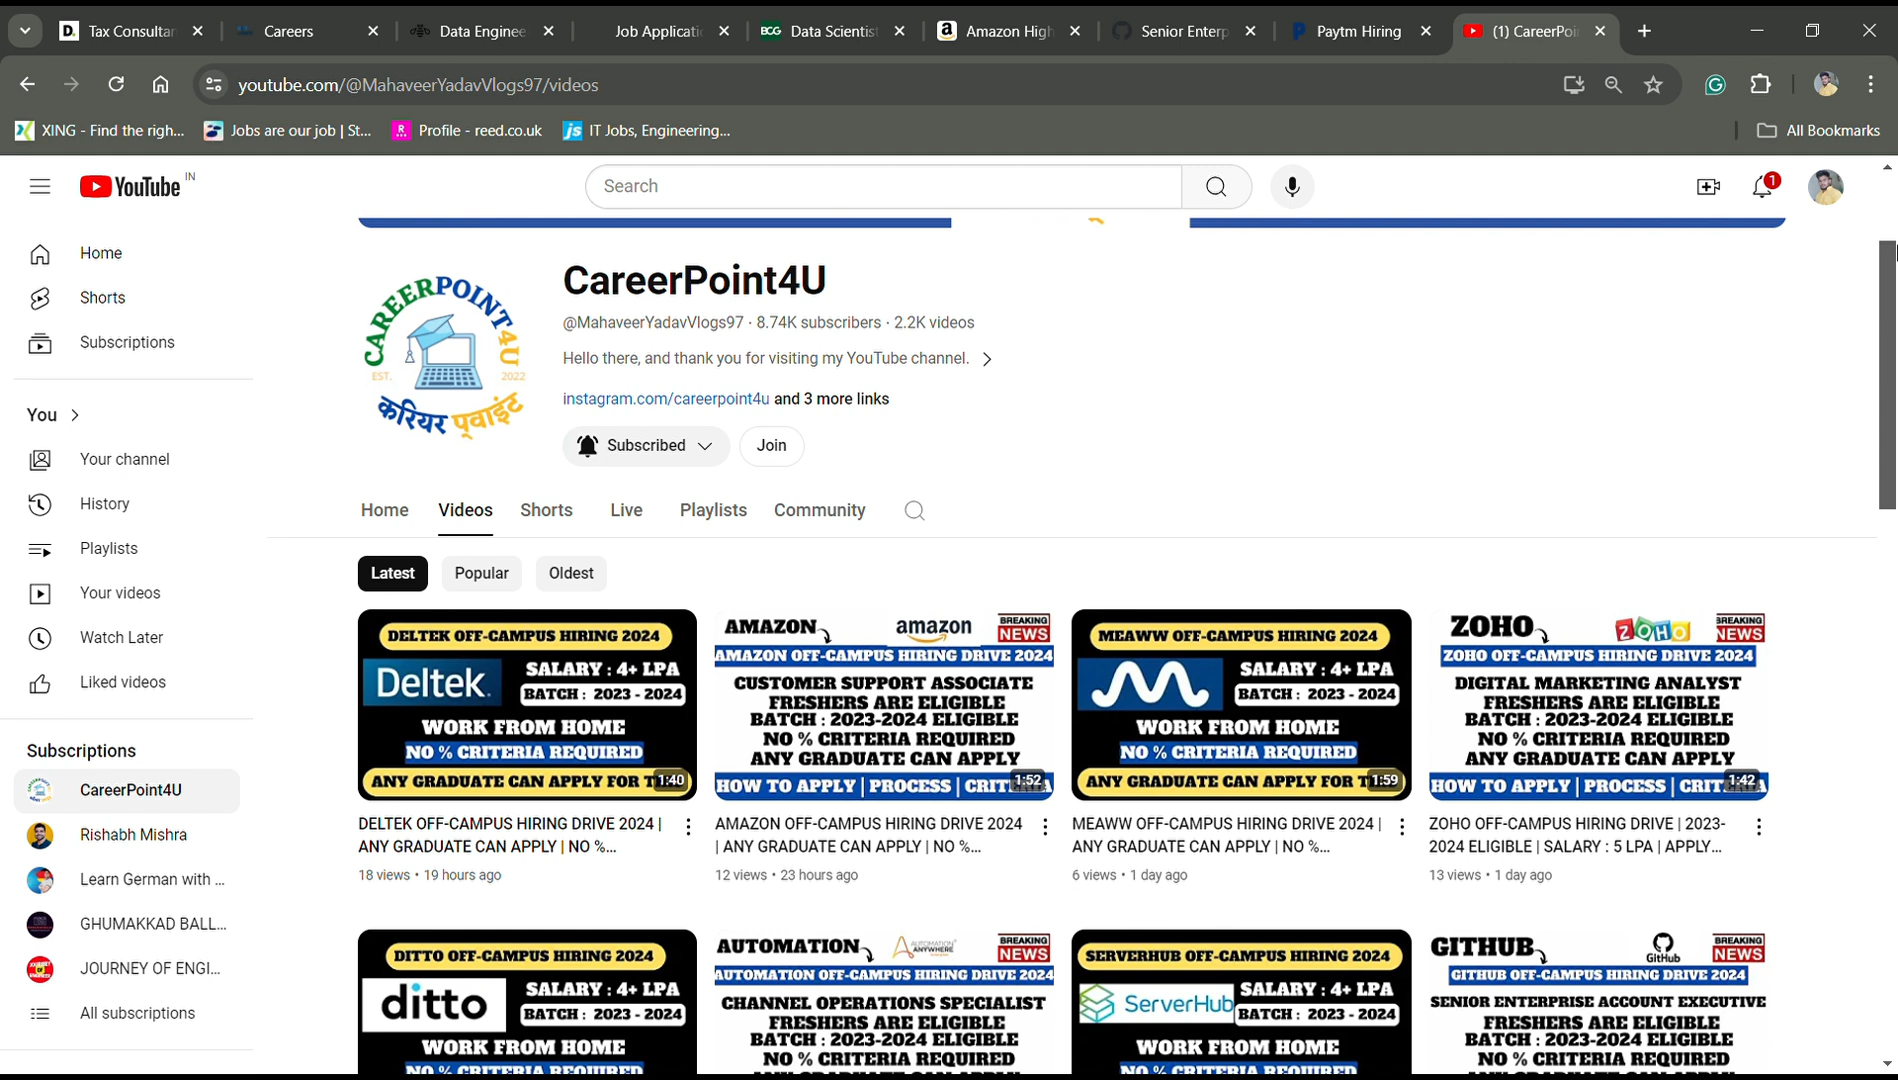 Tax Consultan
Careers
Data Enginee
Job Applicati
BCG Data Scientist
Amazon High
Senior Enterp
Paytm Hiring
(1) CareerPoi
youtube.com/@MahaveerYadavVlogs97/videos
XING - Find the righ...
Jobs are our job | St...
Profile - reed.co.uk
js IT Jobs, Engineering...
All Bookmarks
YouTube IN
Search
1
Home
Shorts
Subscriptions
You
Your channel
History
Playlists
Your videos
Watch Later
Liked videos
Subscriptions
CareerPoint4U
Rishabh Mishra
Learn German with ...
GHUMAKKAD BALL...
JOURNEY OF ENGI...
All subscriptions
CAREERPOINT4U
EST. 2022
करियर प्वाइंट
CareerPoint4U
@MahaveerYadavVlogs97 · 8.74K subscribers · 2.2K videos
Hello there, and thank you for visiting my YouTube channel.
instagram.com/careerpoint4u and 3 more links
Subscribed
Join
Home Videos Shorts Live Playlists Community
Latest Popular Oldest
DELTEK OFF-CAMPUS HIRING 2024
Deltek.
SALARY : 4+ LPA
BATCH : 2023 - 2024
WORK FROM HOME
NO % CRITERIA REQUIRED
ANY GRADUATE CAN APPLY FOR T
1:40
DELTEK OFF-CAMPUS HIRING DRIVE 2024 |
ANY GRADUATE CAN APPLY | NO %...
18 views • 19 hours ago
AMAZON
amazon
BREAKING
NEWS
AMAZON OFF-CAMPUS HIRING DRIVE 2024
CUSTOMER SUPPORT ASSOCIATE
FRESHERS ARE ELIGIBLE
BATCH : 2023-2024 ELIGIBLE
NO % CRITERIA REQUIRED
ANY GRADUATE CAN APPLY
HOW TO APPLY | PROCESS | CRIT
1:52
AMAZON OFF-CAMPUS HIRING DRIVE 2024
| ANY GRADUATE CAN APPLY | NO %...
12 views • 23 hours ago
MEAWW OFF-CAMPUS HIRING 2024
SALARY : 4+ LPA
BATCH : 2023 - 2024
WORK FROM HOME
NO % CRITERIA REQUIRED
ANY GRADUATE CAN APPLY FOR T
1:59
MEAWW OFF-CAMPUS HIRING DRIVE 2024 |
ANY GRADUATE CAN APPLY | NO %...
6 views • 1 day ago
ZOHO
ZOHO
BREAKING
NEWS
ZOHO OFF-CAMPUS HIRING DRIVE 2024
DIGITAL MARKETING ANALYST
FRESHERS ARE ELIGIBLE
BATCH : 2023-2024 ELIGIBLE
NO % CRITERIA REQUIRED
ANY GRADUATE CAN APPLY
HOW TO APPLY | PROCESS | CRIT
1:42
ZOHO OFF-CAMPUS HIRING DRIVE | 2023-
2024 ELIGIBLE | SALARY : 5 LPA | APPLY...
13 views • 1 day ago
DITTO OFF-CAMPUS HIRING 2024
ditto
SALARY : 4+ LPA
BATCH : 2023 - 2024
WORK FROM HOME
NO % CRITERIA REQUIRED
AUTOMATION
AUTOMATION
ANYWHERE
BREAKING
NEWS
AUTOMATION OFF-CAMPUS HIRING DRIVE 2024
CHANNEL OPERATIONS SPECIALIST
FRESHERS ARE ELIGIBLE
BATCH : 2023-2024 ELIGIBLE
NO % CRITERIA REQUIRED
SERVERHUB OFF-CAMPUS HIRING 2024
ServerHub
SALARY : 4+ LPA
BATCH : 2023 - 2024
WORK FROM HOME
NO % CRITERIA REQUIRED
GITHUB
GitHub
BREAKING
NEWS
GITHUB OFF-CAMPUS HIRING DRIVE 2024
SENIOR ENTERPRISE ACCOUNT EXECUTIVE
FRESHERS ARE ELIGIBLE
BATCH : 2023-2024 ELIGIBLE
NO % CRITERIA REQUIRED